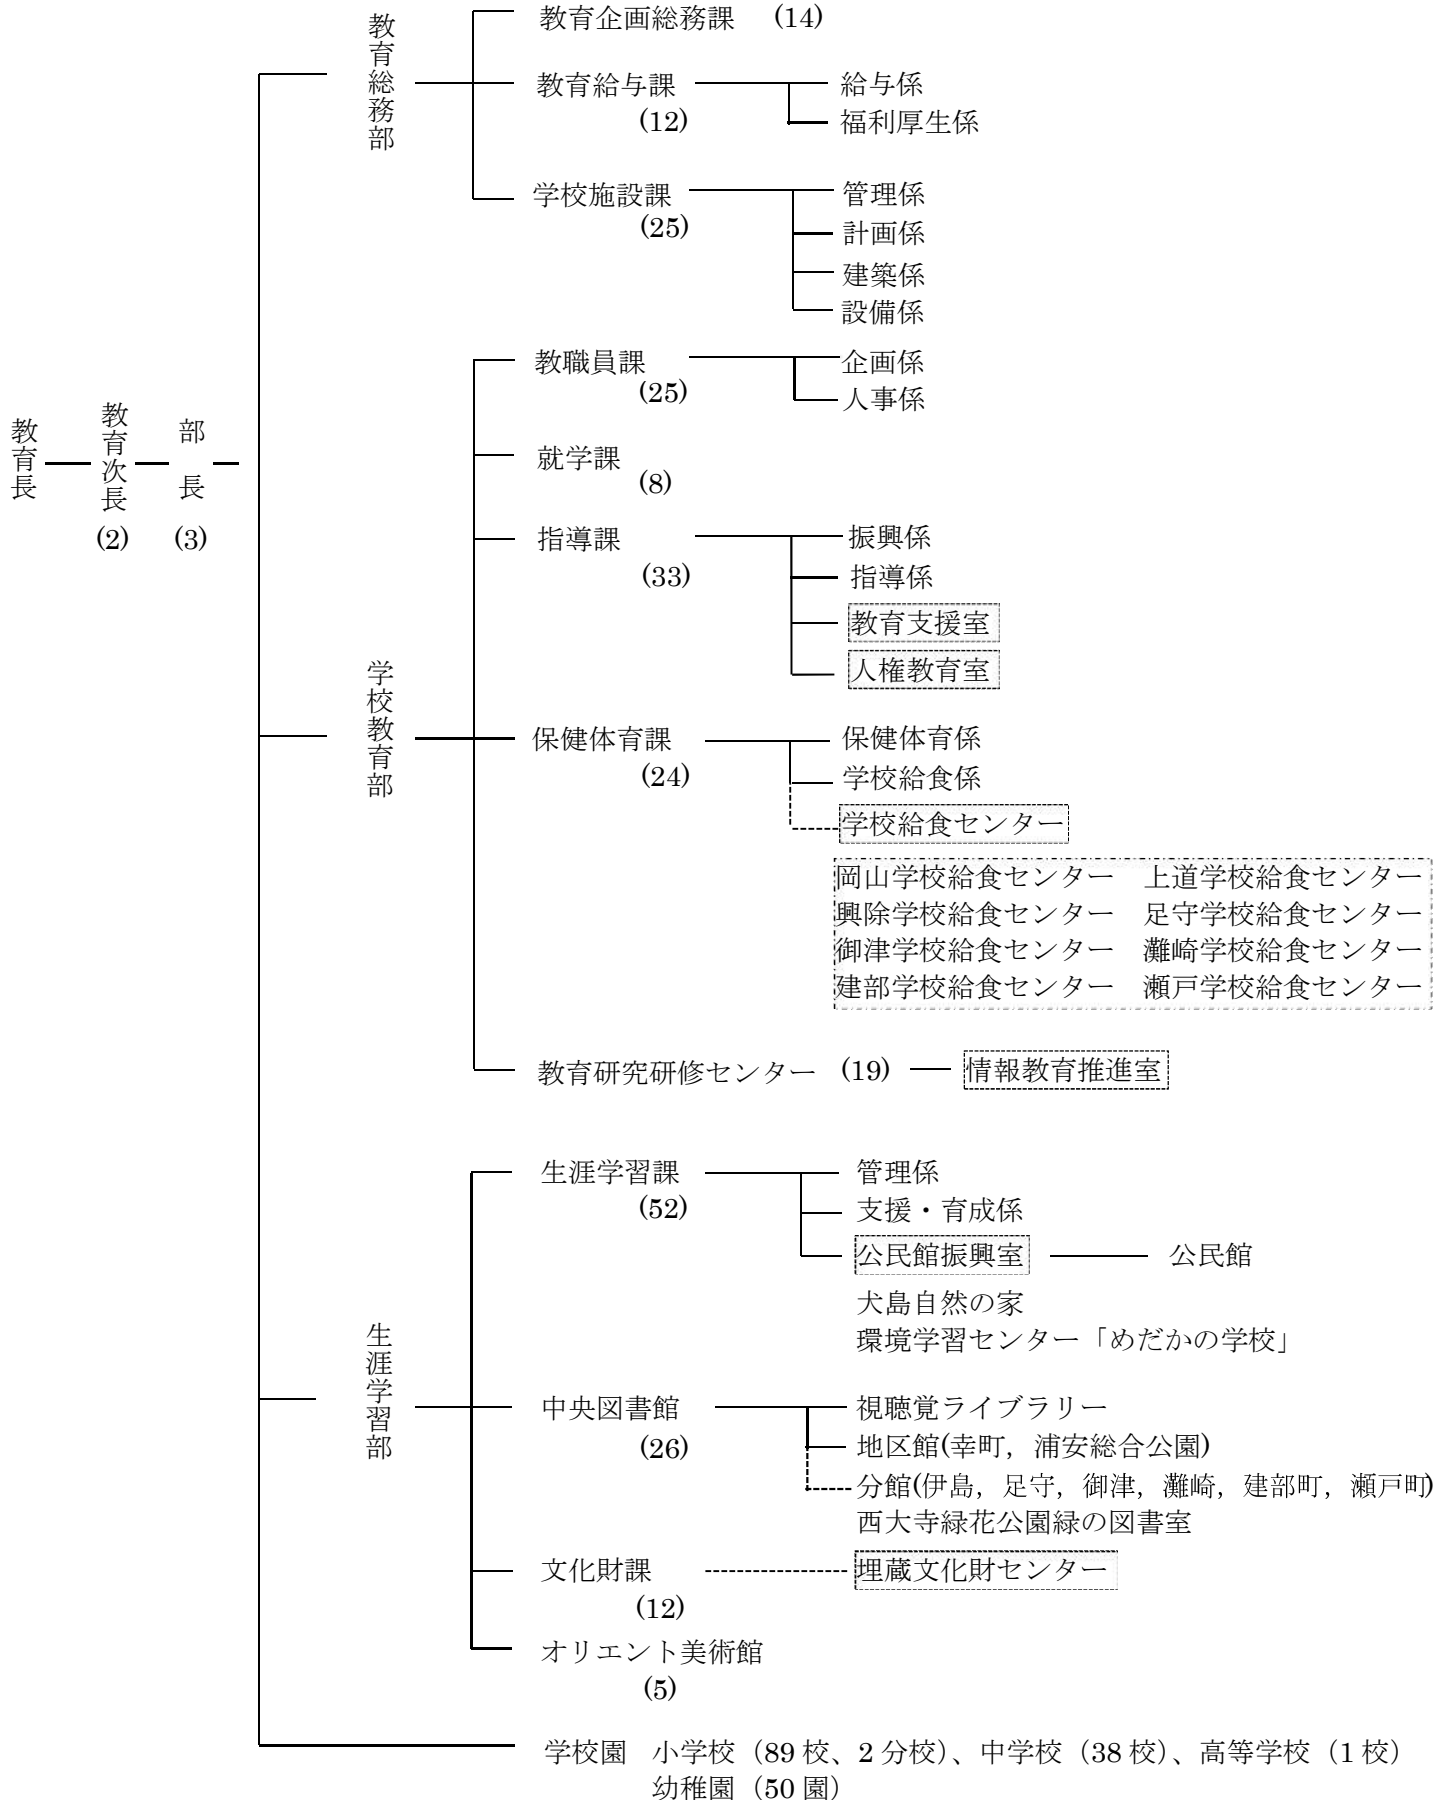 教育長
教育次長
(2)
部長
(3)
教育総務部
教育企画総務課 (14)
教育給与課
(12)
給与係
福利厚生係
学校施設課
(25)
管理係
計画係
建築係
設備係
学校教育部
教職員課
(25)
企画係
人事係
就学課
(8)
指導課
(33)
振興係
指導係
教育支援室
人権教育室
保健体育課
(24)
保健体育係
学校給食係
学校給食センター
岡山学校給食センター 上道学校給食センター
興除学校給食センター 足守学校給食センター
御津学校給食センター 灘崎学校給食センター
建部学校給食センター 瀬戸学校給食センター
教育研究研修センター (19)
情報教育推進室
生涯学習部
生涯学習課
(52)
管理係
支援・育成係
公民館振興室
公民館
犬島自然の家
環境学習センター「めだかの学校」
中央図書館
(26)
視聴覚ライブラリー
地区館(幸町，浦安総合公園)
分館(伊島，足守，御津，灘崎，建部町，瀬戸町)
西大寺緑花公園緑の図書室
文化財課
(12)
埋蔵文化財センター
オリエント美術館
(5)
学校園 小学校（89 校、2 分校）、中学校（38 校）、高等学校（1 校）
幼稚園（50 園）